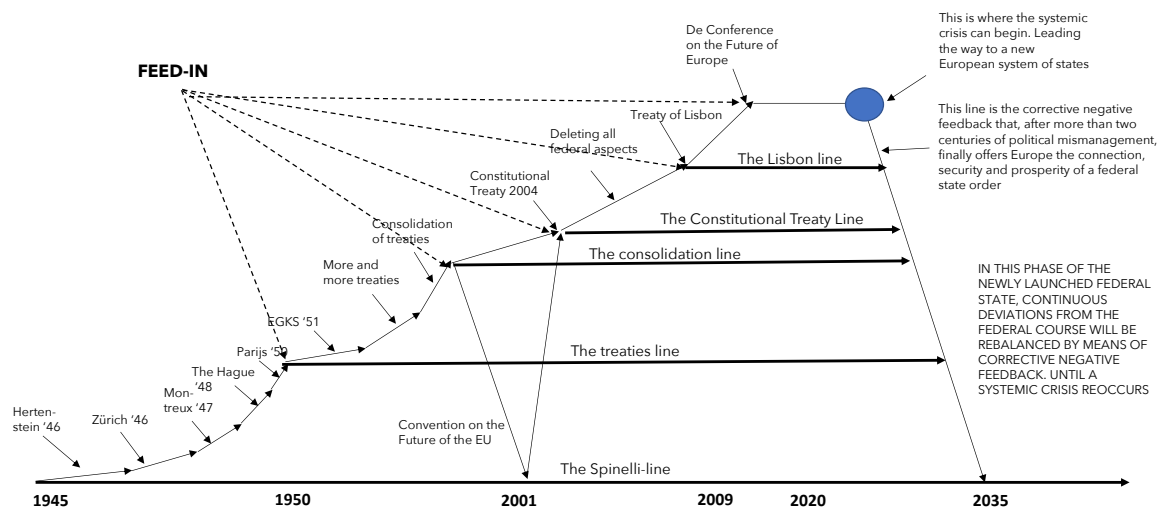 De Conference
on the Future of
Europe
This is where the systemic
crisis can begin. Leading
the way to a new
European system of states
FEED-IN
This line is the corrective negative
feedback that, after more than two
centuries of political mismanagement,
finally offers Europe the connection,
security and prosperity of a federal
state order
Treaty of Lisbon
Deleting all
federal aspects
The Lisbon line
Constitutional
Treaty 2004
The Constitutional Treaty Line
Consolidation
of treaties
The consolidation line
More and
more treaties
IN THIS PHASE OF THE
NEWLY LAUNCHED FEDERAL
STATE, CONTINUOUS
DEVIATIONS FROM THE
FEDERAL COURSE WILL BE
REBALANCED BY MEANS OF
CORRECTIVE NEGATIVE
FEEDBACK. UNTIL A
SYSTEMIC CRISIS REOCCURS
EGKS ‘51
Parijs ‘50
The treaties line
The Hague
‘48
Mon-
treux ‘47
Herten-
stein ‘46
Zürich ‘46
Convention on the
Future of the EU
The Spinelli-line
1945
1950
2001
2009
2020
2035